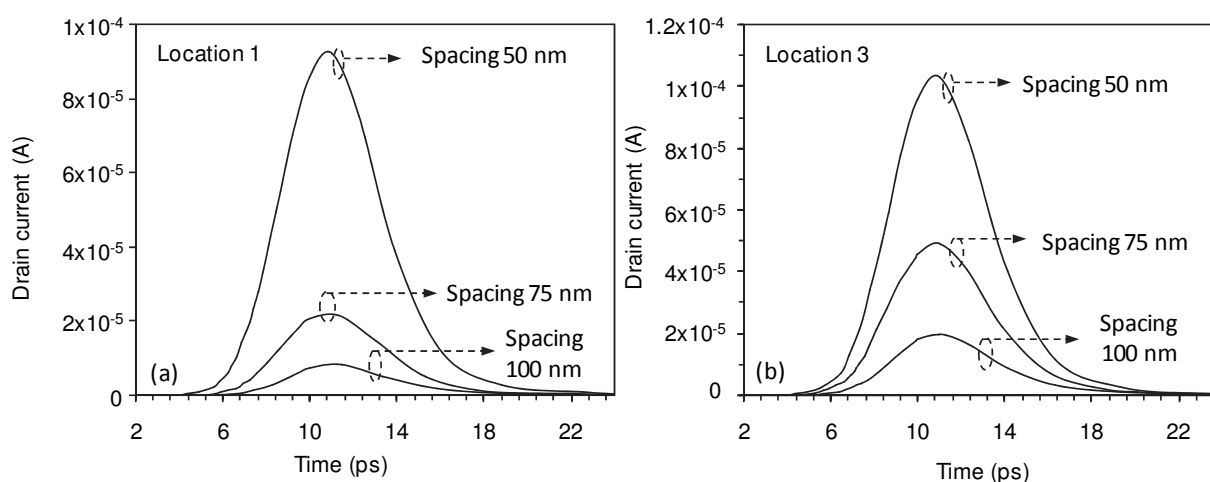 1x10-4
8x10-5
6x10-5
4x10-5
2x10-5
0
Drain current (A)
Location 1
Spacing 50 nm
Spacing 75 nm
Spacing
100 nm
(a)
2 6 10 14 18 22
Time (ps)
1.2x10-4
1x10-4
8x10-5
6x10-5
4x10-5
2x10-5
0
Drain current (A)
Location 3
Spacing 50 nm
Spacing 75 nm
Spacing
100 nm
(b)
2 6 10 14 18 22
Time (ps)